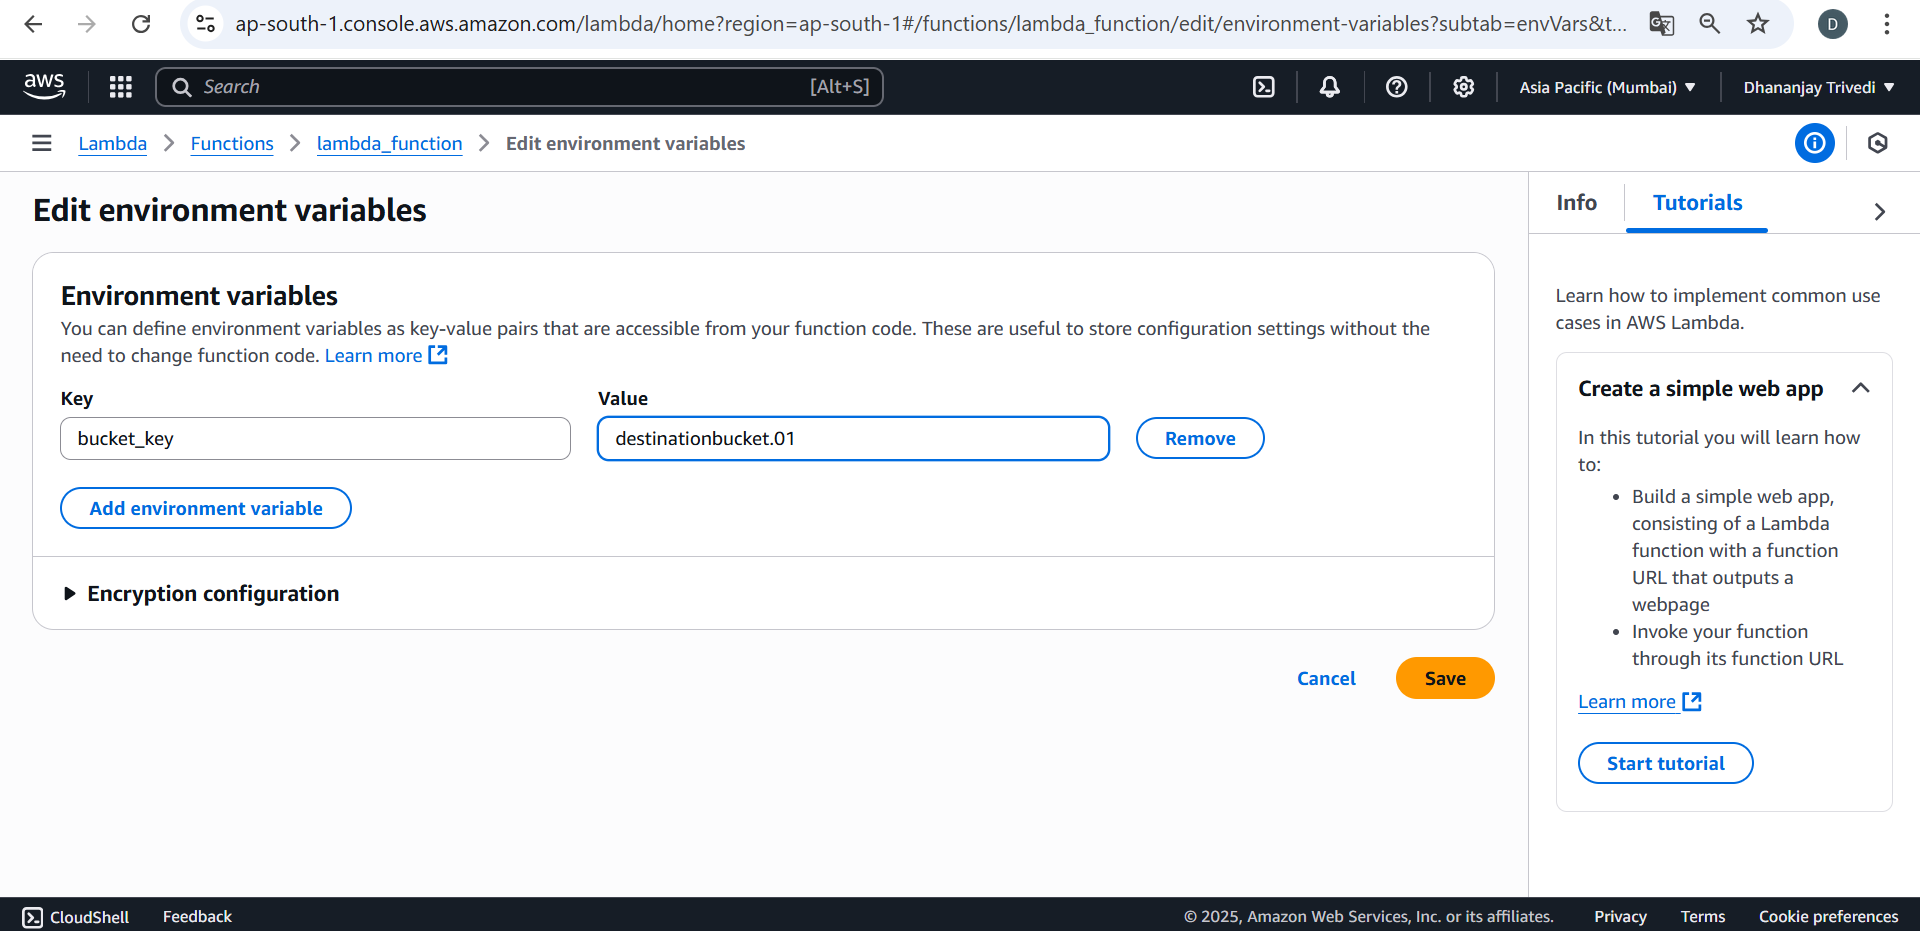 ap-south-1.console.aws.amazon.com/lambda/home?region=ap-south-1#/functions/lambda_function/edit/environment-variables?subtab=envVars&t...
D
aws
Search
[Alt+S]
Asia Pacific (Mumbai)
Dhananjay Trivedi
Lambda
Functions
lambda_function
Edit environment variables
Edit environment variables
Environment variables
You can define environment variables as key-value pairs that are accessible from your function code. These are useful to store configuration settings without the
need to change function code. Learn more
Key
Value
bucket_key
destinationbucket.01
Remove
Add environment variable
Encryption configuration
Cancel
Save
Info
Tutorials
Learn how to implement common use
cases in AWS Lambda.
Create a simple web app
In this tutorial you will learn how
to:
• Build a simple web app,
consisting of a Lambda
function with a function
URL that outputs a
webpage
• Invoke your function
through its function URL
Learn more
Start tutorial
CloudShell
Feedback
© 2025, Amazon Web Services, Inc. or its affiliates.
Privacy
Terms
Cookie preferences